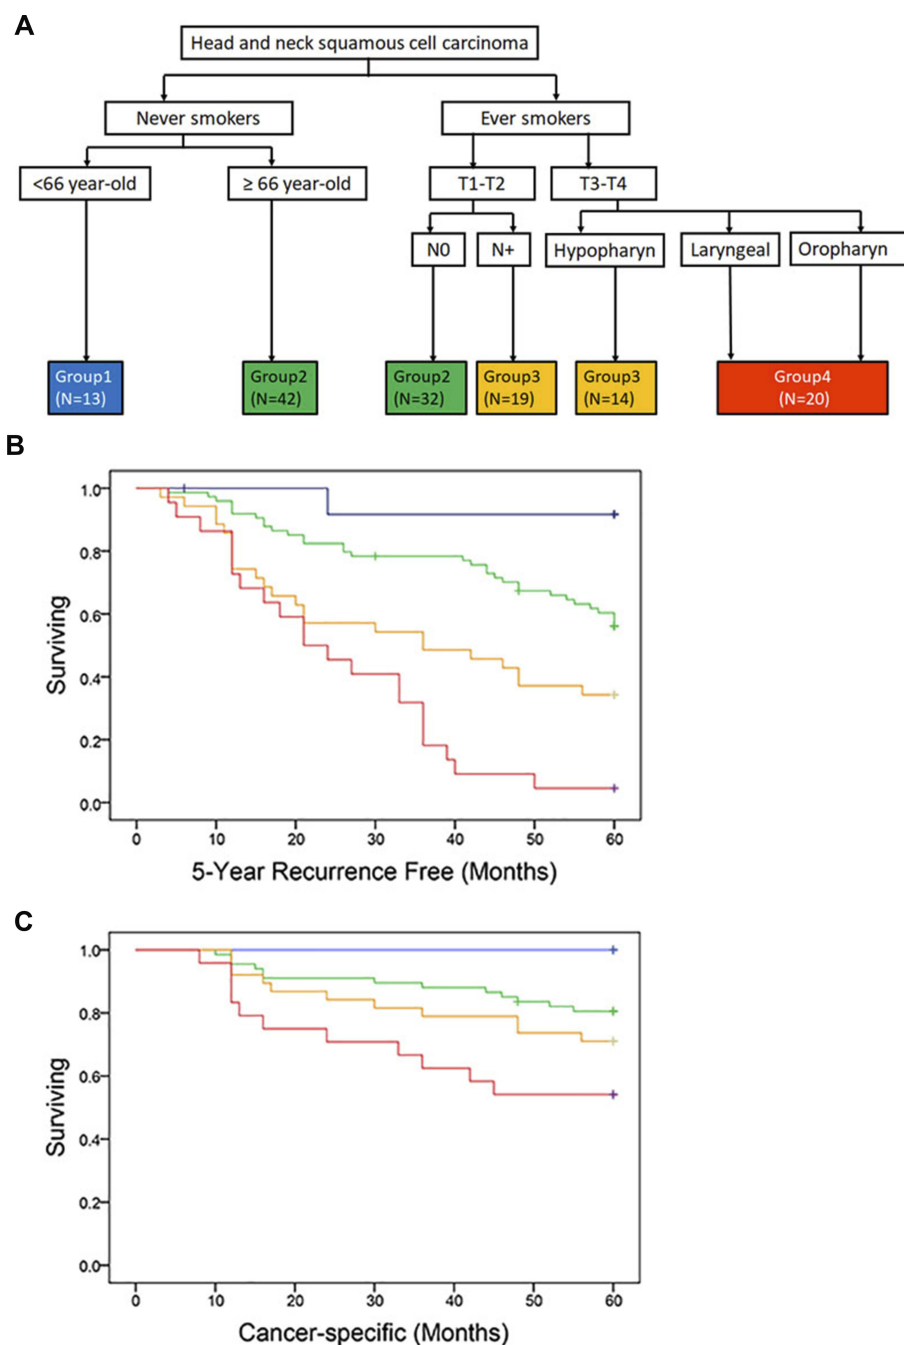 A
Head and neck squamous cell carcinoma
Never smokers
Ever smokers
<66 year-old
≥ 66 year-old
T1-T2
T3-T4
N0
N+
Hypopharyn
Laryngeal
Oropharyn
Group1
(N=13)
Group2
(N=42)
Group2
(N=32)
Group3
(N=19)
Group3
(N=14)
Group4
(N=20)
B
Surviving
1.0
0.8
0.6
0.4
0.2
0.0
0 10 20 30 40 50 60
5-Year Recurrence Free (Months)
C
Surviving
1.0
0.8
0.6
0.4
0.2
0.0
0 10 20 30 40 50 60
Cancer-specific (Months)